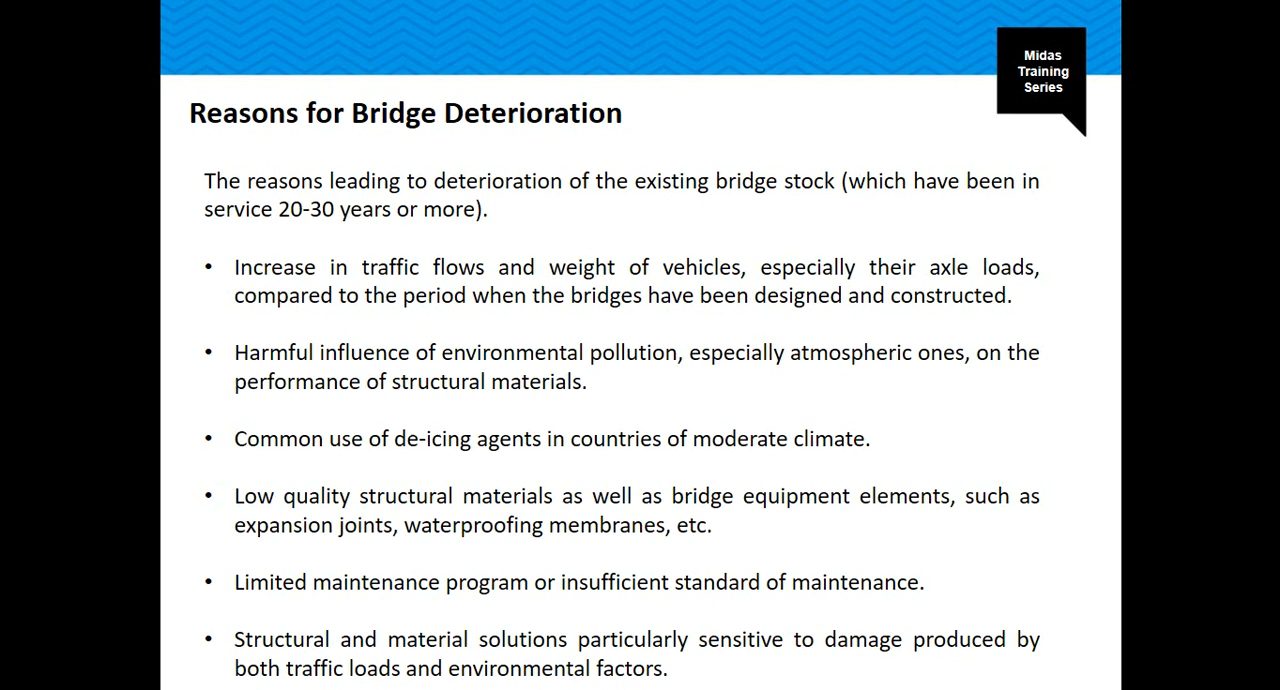 Midas
Training
Series
Reasons for Bridge Deterioration
The reasons leading to deterioration of the existing bridge stock (which have been in
service 20-30 years or more).
• Increase in traffic flows and weight of vehicles, especially their axle loads,
compared to the period when the bridges have been designed and constructed.
• Harmful influence of environmental pollution, especially atmospheric ones, on the
performance of structural materials.
• Common use of de-icing agents in countries of moderate climate.
• Low quality structural materials as well as bridge equipment elements, such as
expansion joints, waterproofing membranes, etc.
• Limited maintenance program or insufficient standard of maintenance.
• Structural and material solutions particularly sensitive to damage produced by
both traffic loads and environmental factors.